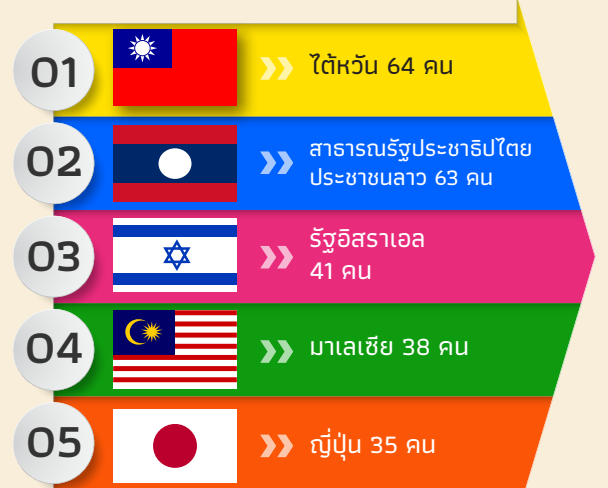 01
ไต้หวัน 64 คน
02
สาธารณรัฐประชาธิปไตย
ประชาชนลาว 63 คน
03
รัฐอิสราเอล
41 คน
04
มาเลเซีย 38 คน
05
ญี่ปุ่น 35 คน